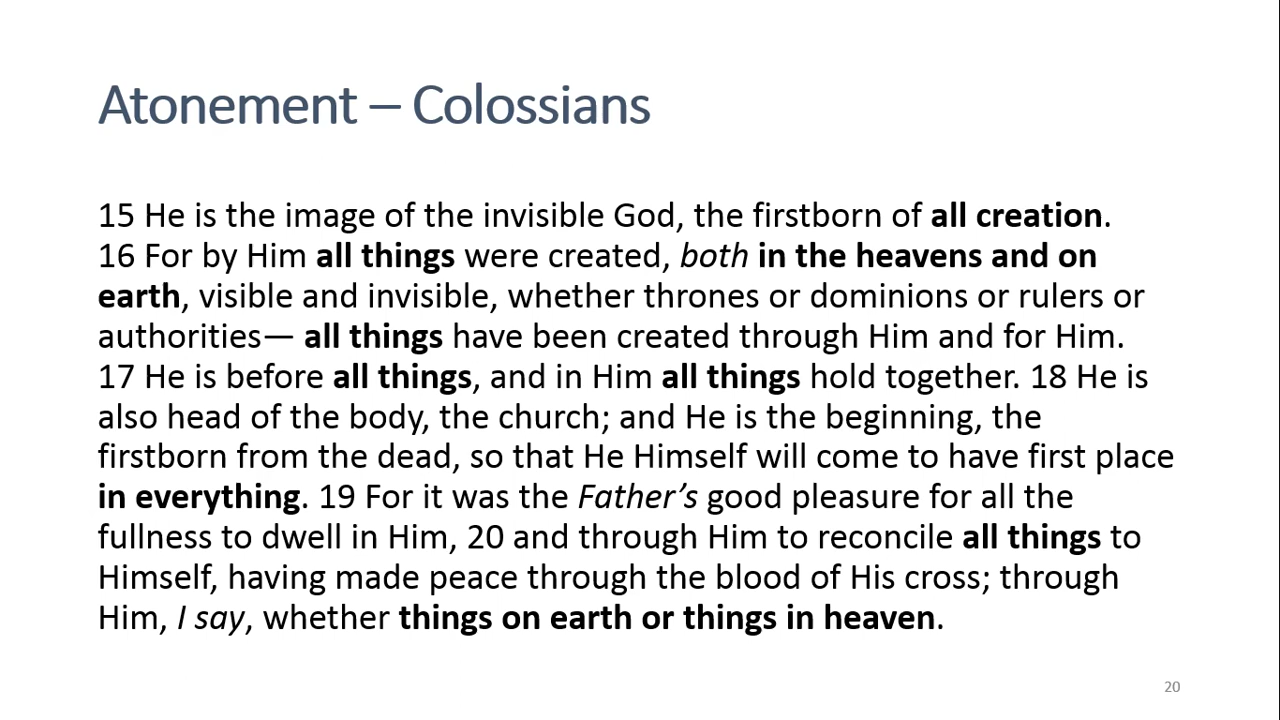 Atonement – Colossians
15 He is the image of the invisible God, the firstborn of all creation.
16 For by Him all things were created, both in the heavens and on
earth, visible and invisible, whether thrones or dominions or rulers or
authorities— all things have been created through Him and for Him.
17 He is before all things, and in Him all things hold together. 18 He is
also head of the body, the church; and He is the beginning, the
firstborn from the dead, so that He Himself will come to have first place
in everything. 19 For it was the Father’s good pleasure for all the
fullness to dwell in Him, 20 and through Him to reconcile all things to
Himself, having made peace through the blood of His cross; through
Him, I say, whether things on earth or things in heaven.
20